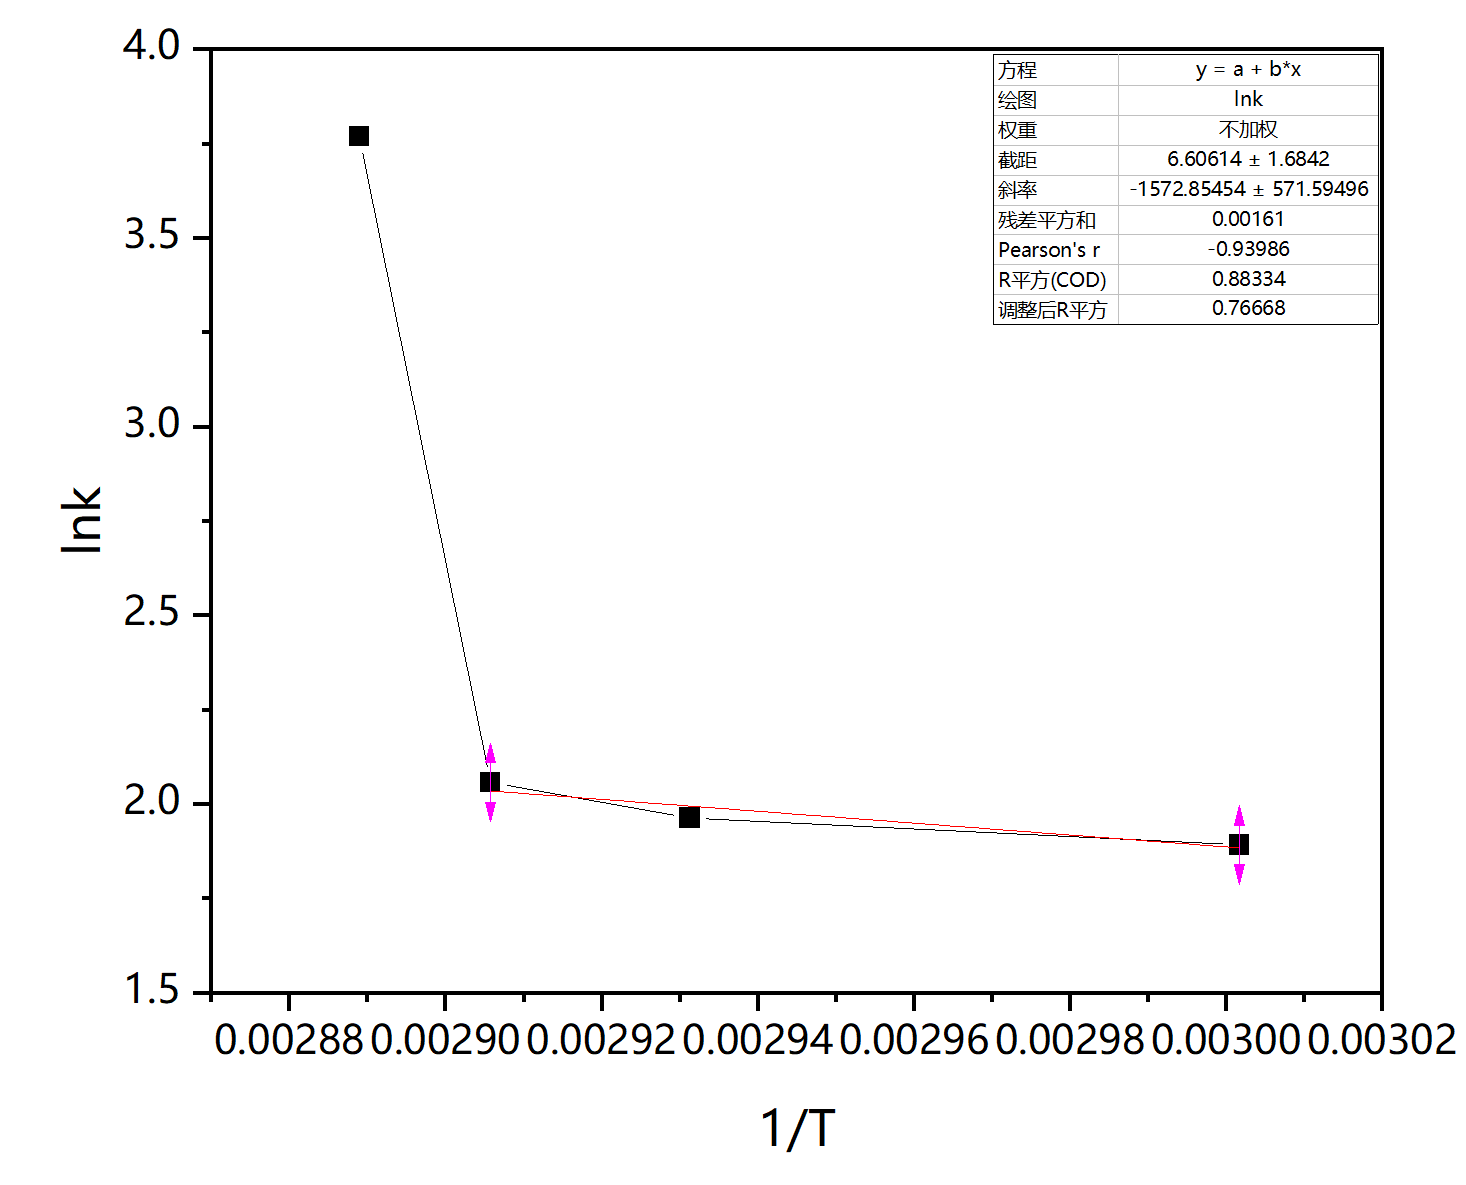 4.0
3.5
3.0
2.5
2.0
1.5
lnk
方程 y = a + b*x
绘图 lnk
权重 不加权
截距 6.60614 ± 1.6842
斜率 -1572.85454 ± 571.59496
残差平方和 0.00161
Pearson's r -0.93986
R平方(COD) 0.88334
调整后R平方 0.76668
0.00288 0.00290 0.00292 0.00294 0.00296 0.00298 0.00300 0.00302
1/T